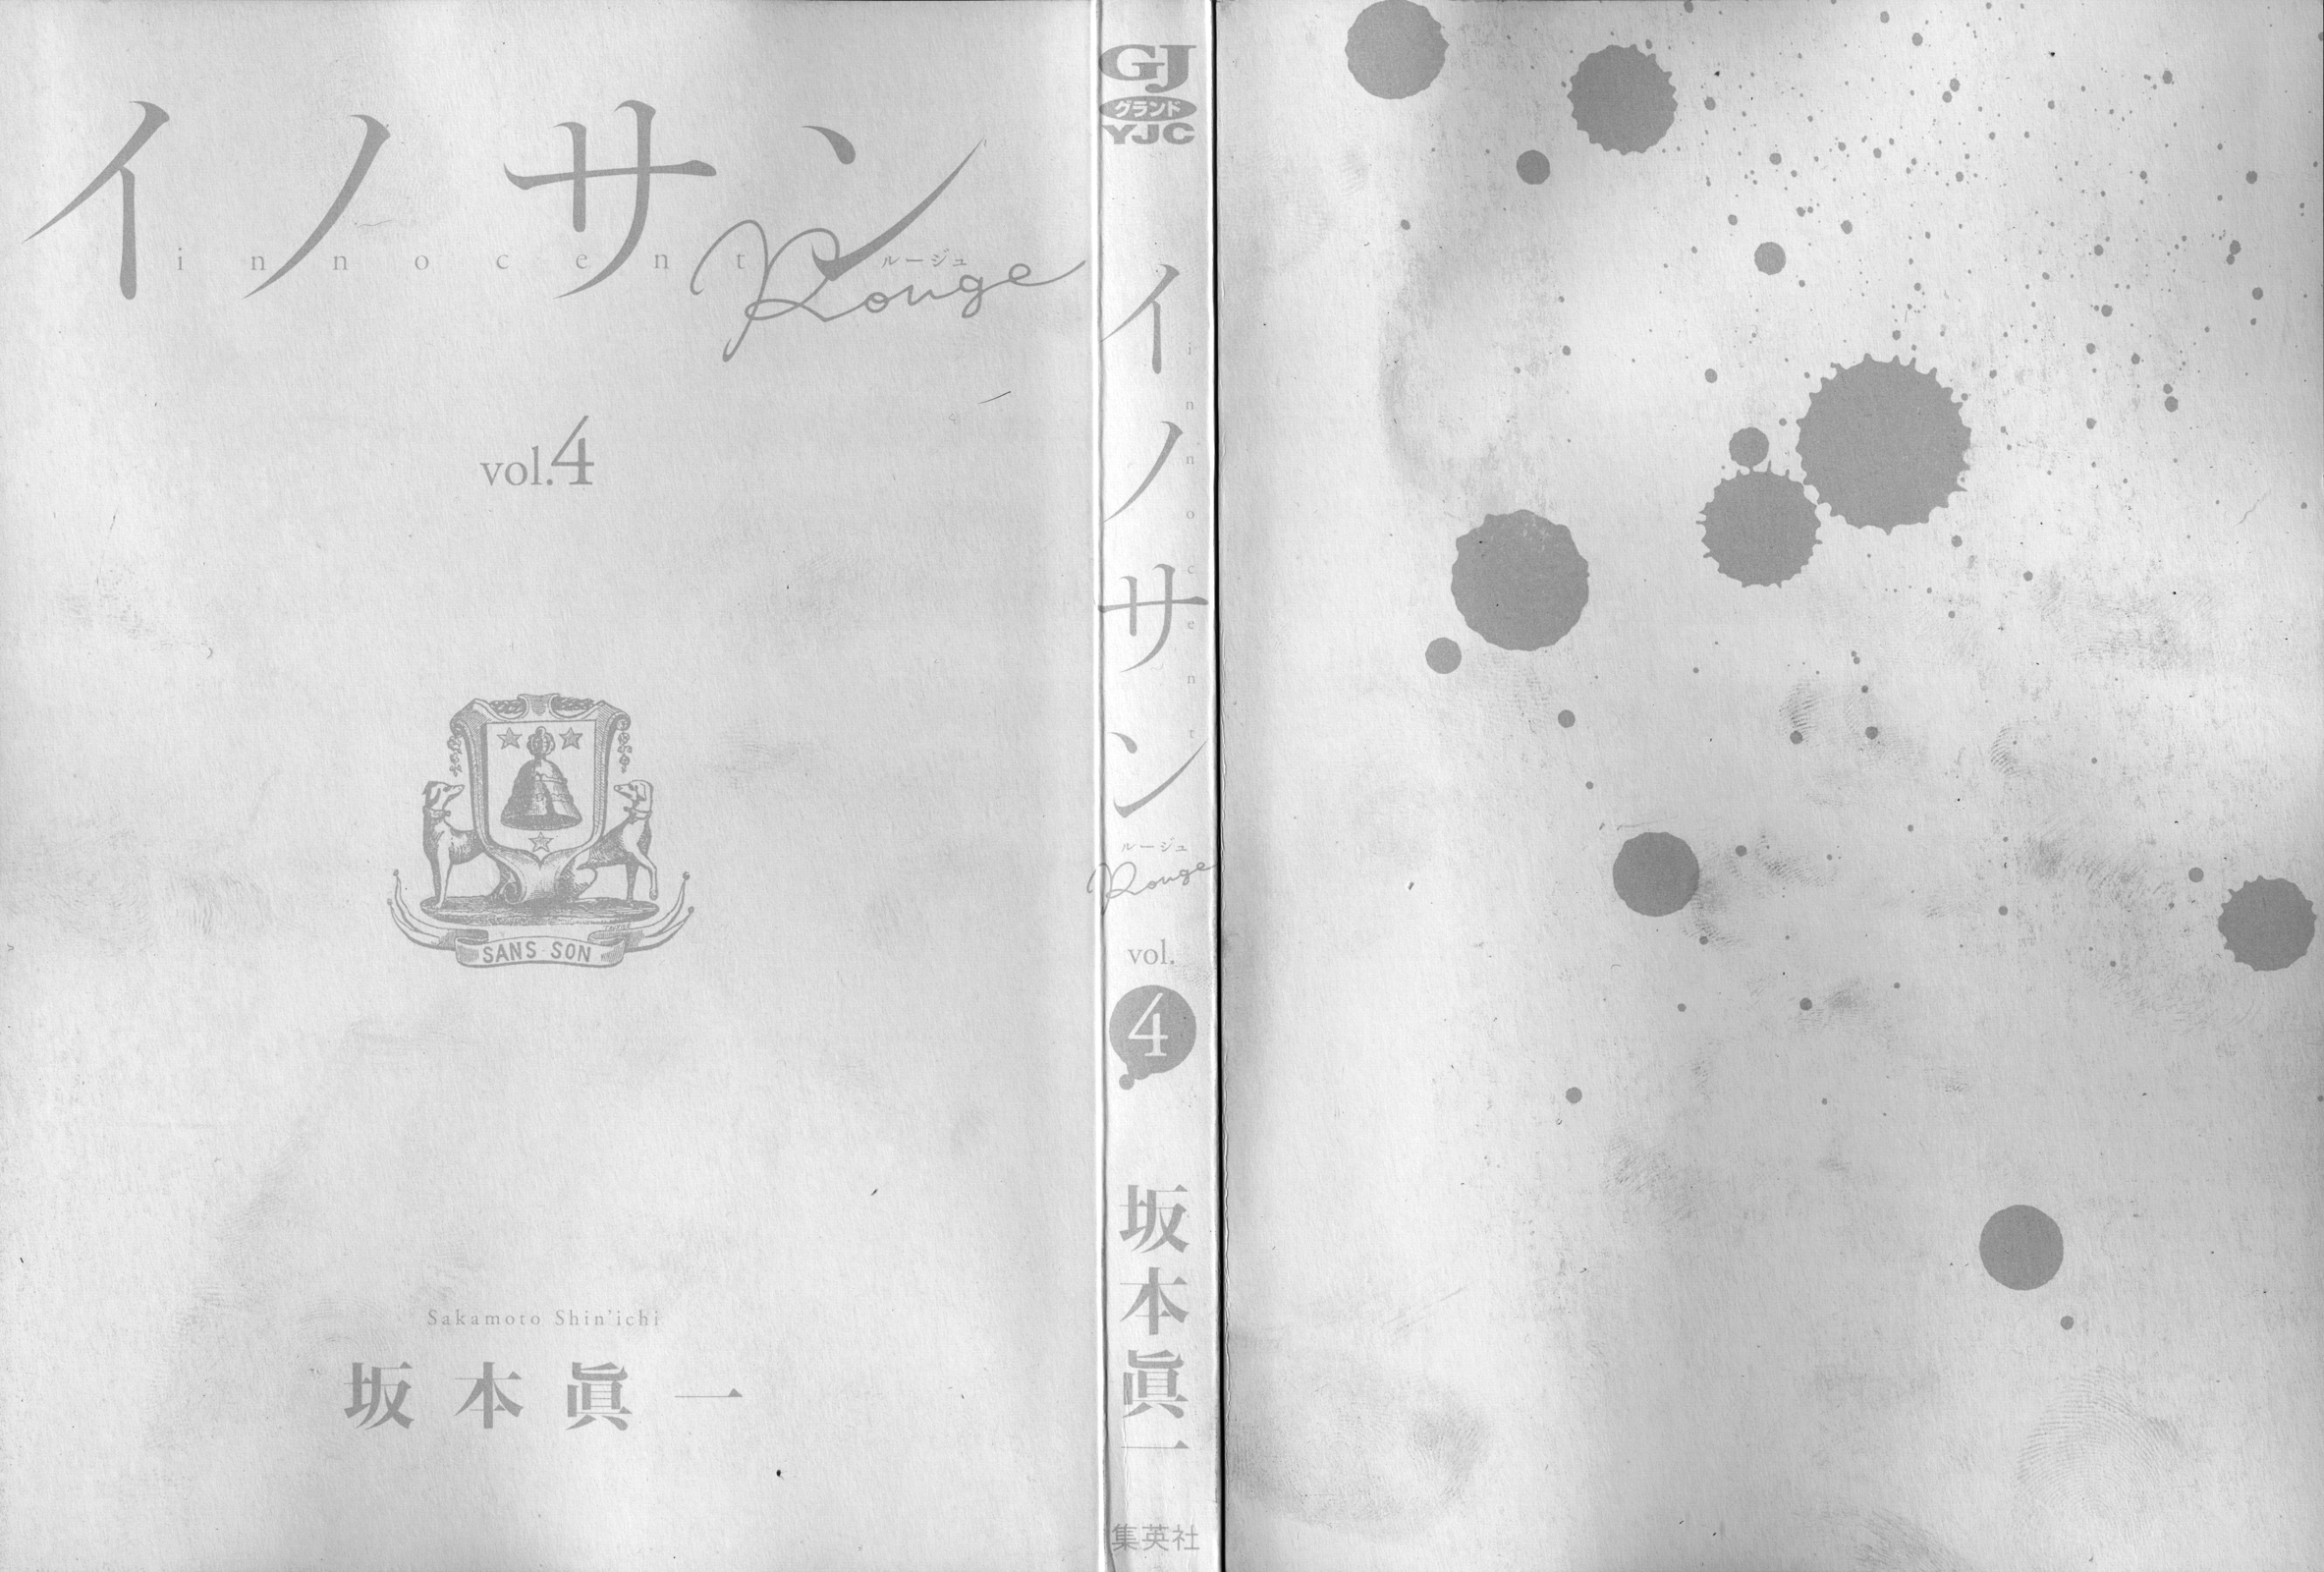 イノサン
innocent
ルージュ
Rouge
vol.4
SANS SON
Sakamoto Shin'ichi
坂本眞一
GJ
グランド
YJC
イノサン
innocent
ルージュ
Rouge
vol.
4
坂本眞一
集英社